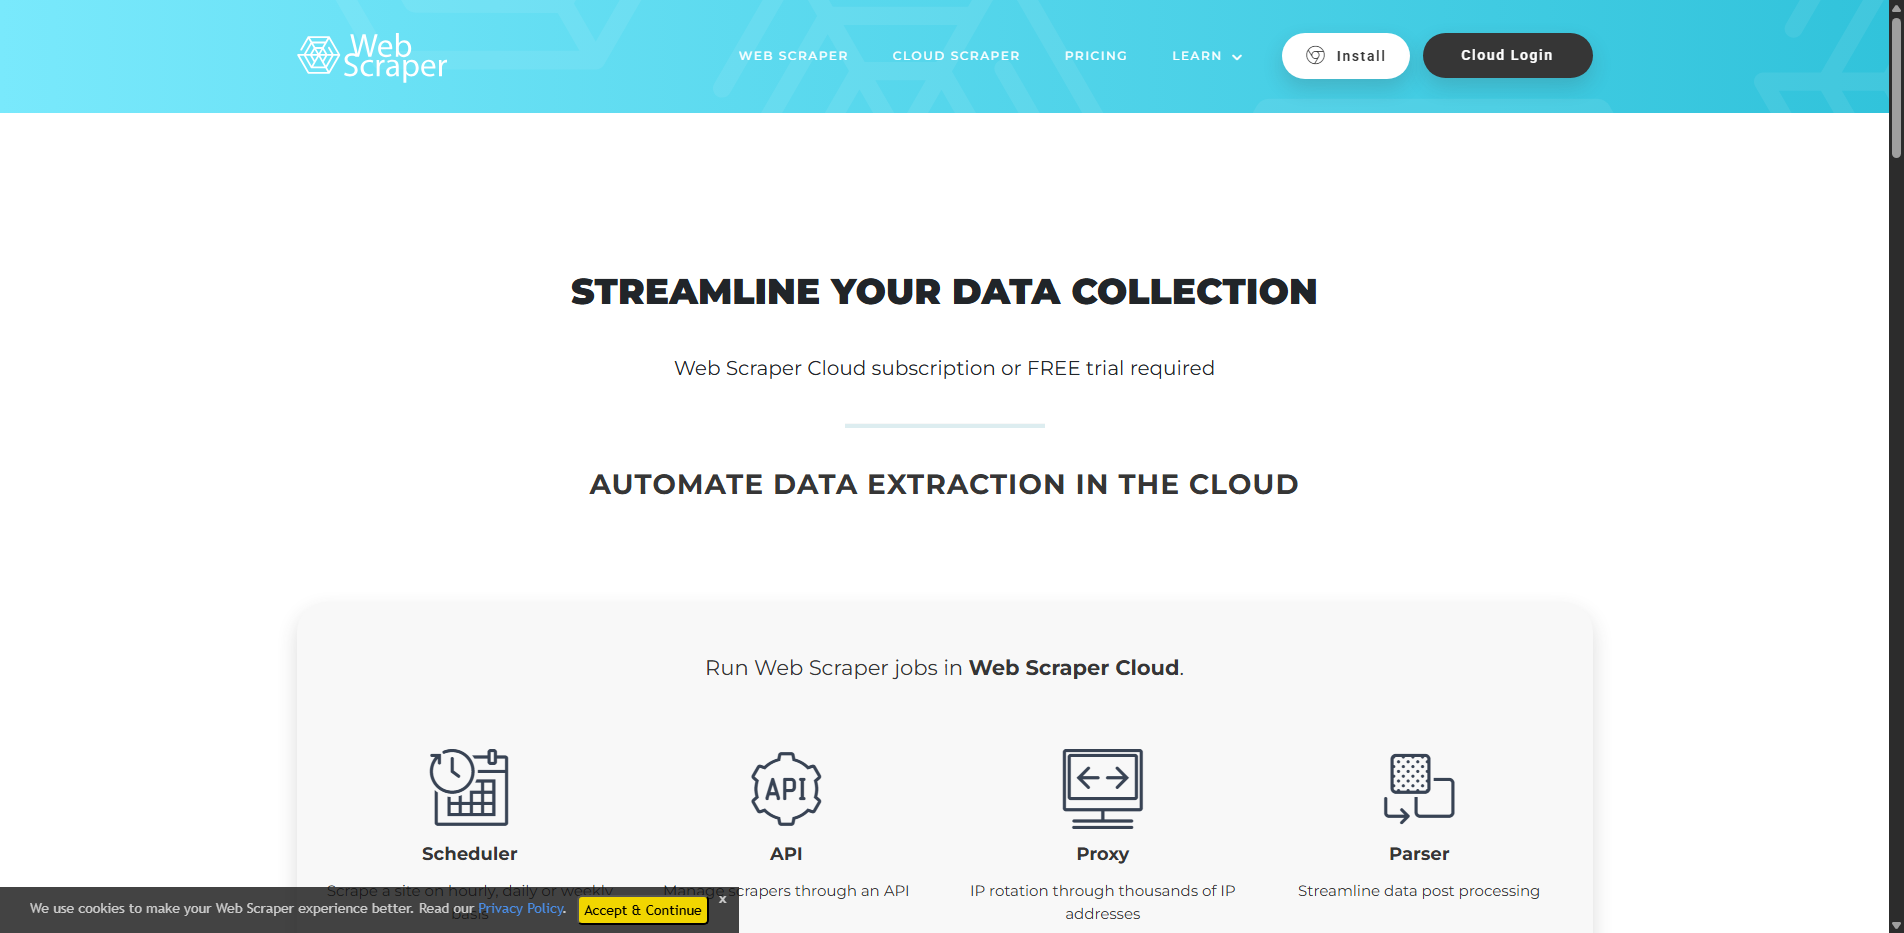 Web
Scraper
WEB SCRAPER
CLOUD SCRAPER
PRICING
LEARN
Install
Cloud Login
STREAMLINE YOUR DATA COLLECTION
Web Scraper Cloud subscription or FREE trial required
AUTOMATE DATA EXTRACTION IN THE CLOUD
Run Web Scraper jobs in Web Scraper Cloud.
API
Scheduler
API
Proxy
Parser
Scrape a site on hourly, daily or weekly
basis
Manage scrapers through an API
IP rotation through thousands of IP
addresses
Streamline data post processing
We use cookies to make your Web Scraper experience better. Read our Privacy Policy.
Accept & Continue
x